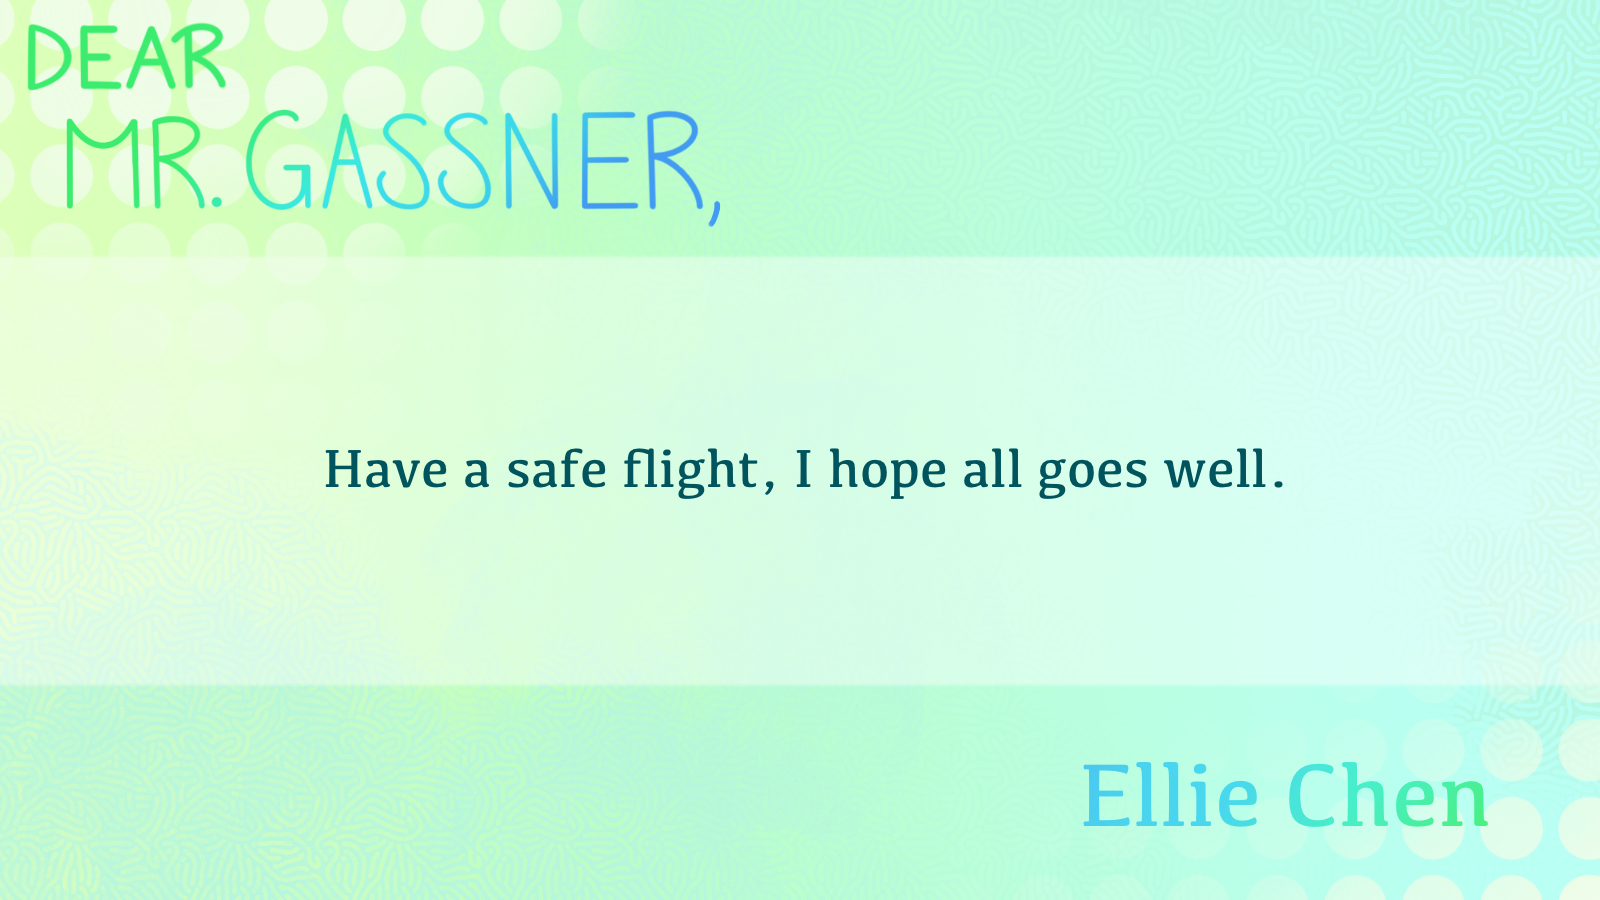 DEAR
MR. GASSNER,
Have a safe flight, I hope all goes well.
Ellie Chen